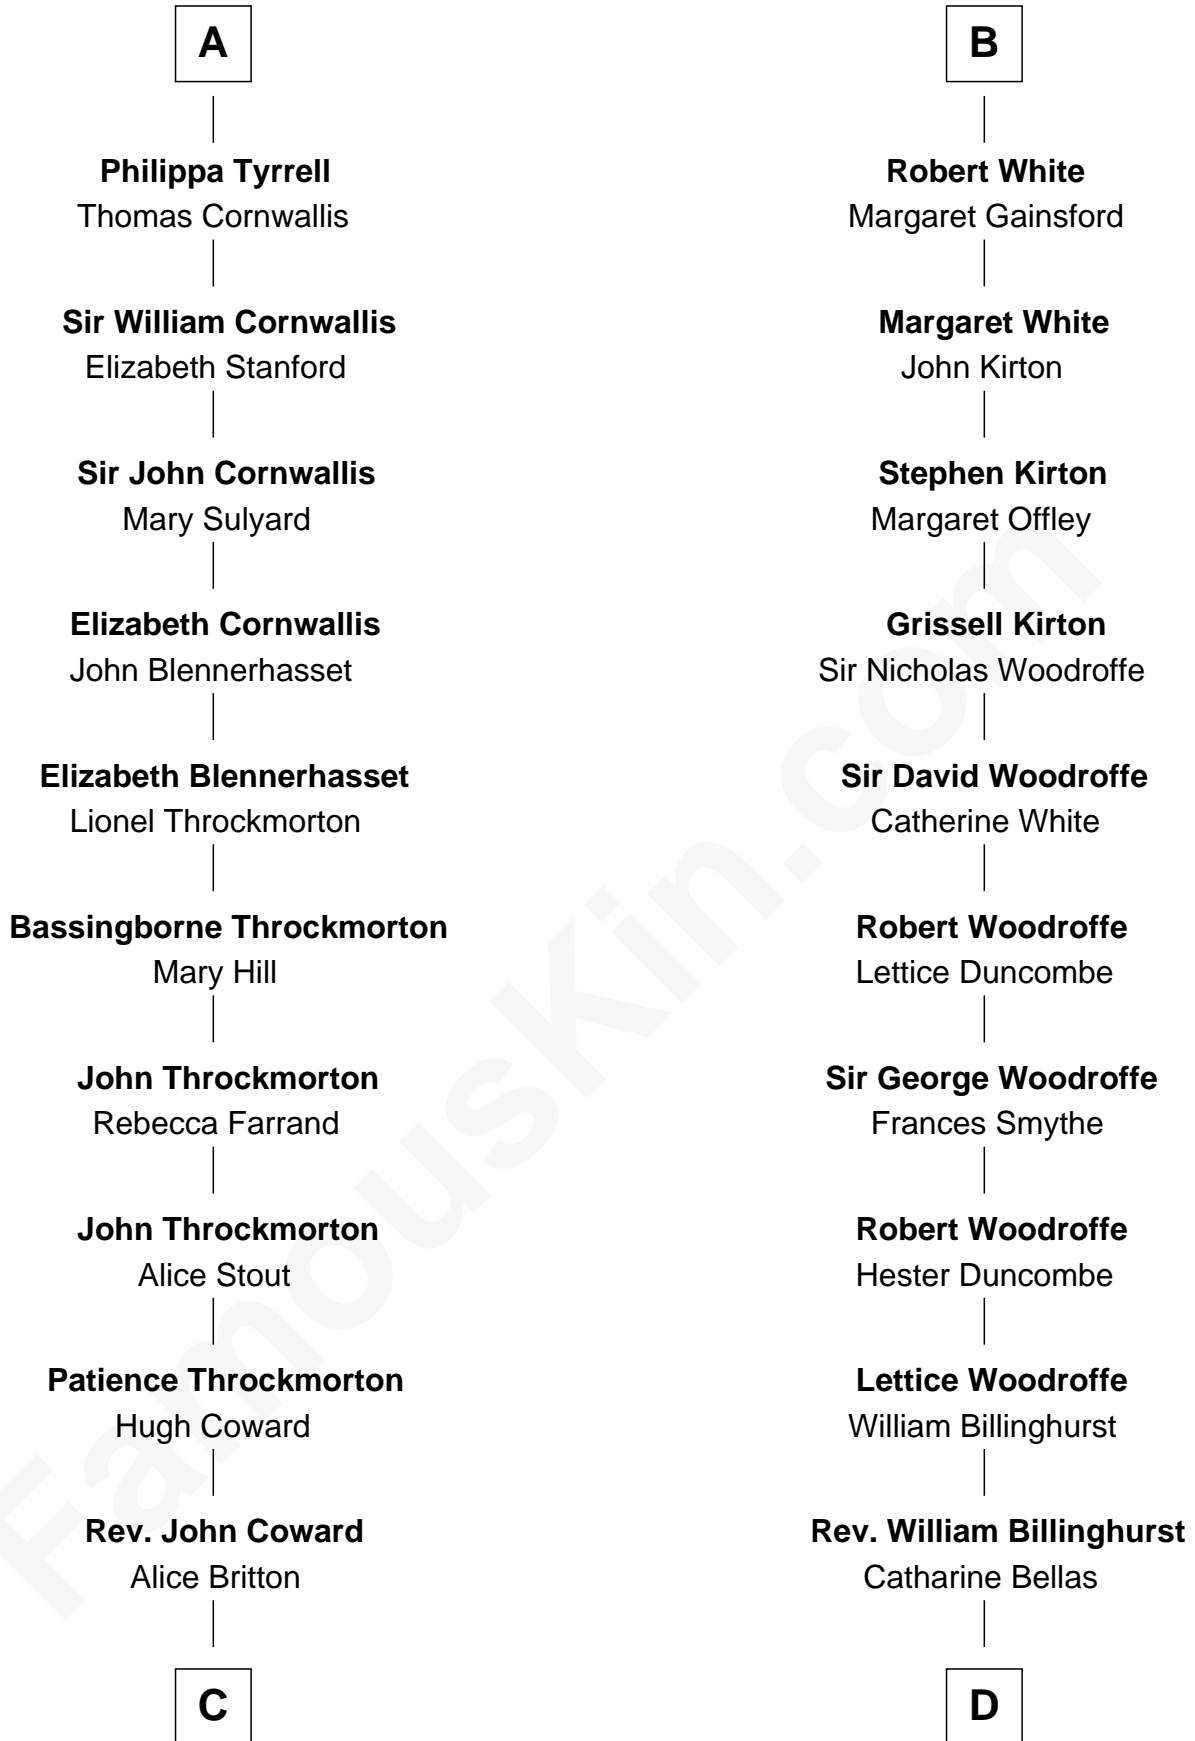 A
Philippa Tyrrell
Thomas Cornwallis
Sir William Cornwallis
Elizabeth Stanford
Sir John Cornwallis
Mary Sulyard
Elizabeth Cornwallis
John Blennerhasset
Elizabeth Blennerhasset
Lionel Throckmorton
Bassingborne Throckmorton
Mary Hill
John Throckmorton
Rebecca Farrand
John Throckmorton
Alice Stout
Patience Throckmorton
Hugh Coward
Rev. John Coward
Alice Britton
C
B
Robert White
Margaret Gainsford
Margaret White
John Kirton
Stephen Kirton
Margaret Offley
Grissell Kirton
Sir Nicholas Woodroffe
Sir David Woodroffe
Catherine White
Robert Woodroffe
Lettice Duncombe
Sir George Woodroffe
Frances Smythe
Robert Woodroffe
Hester Duncombe
Lettice Woodroffe
William Billinghurst
Rev. William Billinghurst
Catharine Bellas
D
FamousKin.com